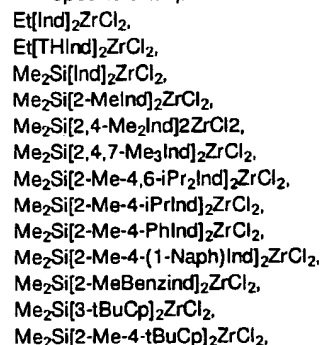 Et[Ind]₂ZrCl₂,
Et[THInd]₂ZrCl₂,
Me₂Si[Ind]₂ZrCl₂,
Me₂Si[2-MeInd]₂ZrCl₂,
Me₂Si[2,4-Me₂Ind]2ZrCl2,
Me₂Si[2,4,7-Me₃Ind]₂ZrCl₂,
Me₂Si[2-Me-4,6-iPr₂Ind]₂ZrCl₂,
Me₂Si[2-Me-4-iPrInd]₂ZrCl₂,
Me₂Si[2-Me-4-PhInd]₂ZrCl₂,
Me₂Si[2-Me-4-(1-Naph)Ind]₂ZrCl₂,
Me₂Si[2-MeBenzind]₂ZrCl₂,
Me₂Si[3-tBuCp]₂ZrCl₂,
Me₂Si[2-Me-4-tBuCp]₂ZrCl₂,